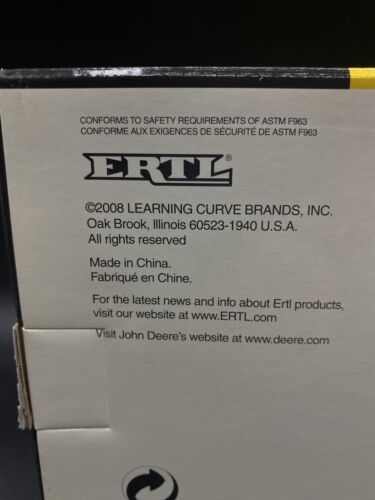 CONFORMS TO SAFETY REQUIREMENTS OF ASTM F963
CONFORME AUX EXIGENCES DE SÉCURITÉ DE ASTM F963
ERTL®
©2008 LEARNING CURVE BRANDS, INC.
Oak Brook, Illinois 60523-1940 U.S.A.
All rights reserved
Made in China.
Fabriqué en Chine.
For the latest news and info about Ertl products,
visit our website at www.ERTL.com
Visit John Deere's website at www.deere.com